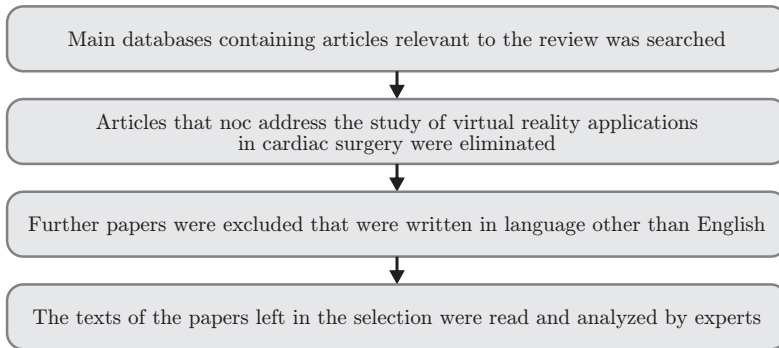 Main databases containing articles relevant to the review was searched
Articles that noc address the study of virtual reality applications
in cardiac surgery were eliminated
Further papers were excluded that were written in language other than English
The texts of the papers left in the selection were read and analyzed by experts